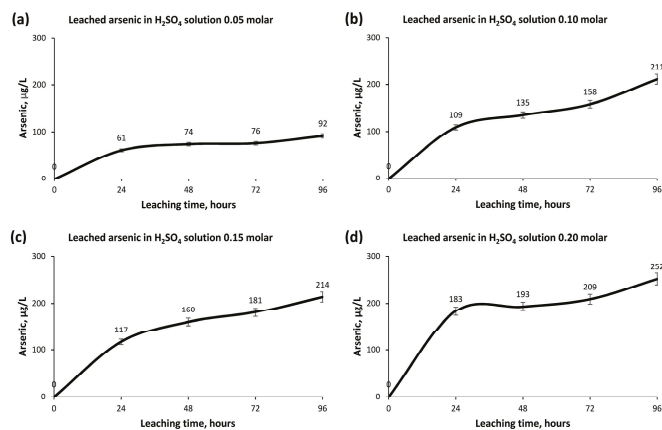 (a) Leached arsenic in H₂SO₄ solution 0.05 molar
300
200
100
0
Arsenic, µg/L
0
61
74
76
92
0 24 48 72 96
Leaching time, hours
(b) Leached arsenic in H₂SO₄ solution 0.10 molar
300
200
100
0
Arsenic, µg/L
0
109
135
158
211
0 24 48 72 96
Leaching time, hours
(c) Leached arsenic in H₂SO₄ solution 0.15 molar
300
200
100
0
Arsenic, µg/L
0
117
160
181
214
0 24 48 72 96
Leaching time, hours
(d) Leached arsenic in H₂SO₄ solution 0.20 molar
300
200
100
0
Arsenic, µg/L
0
183
193
209
252
0 24 48 72 96
Leaching time, hours